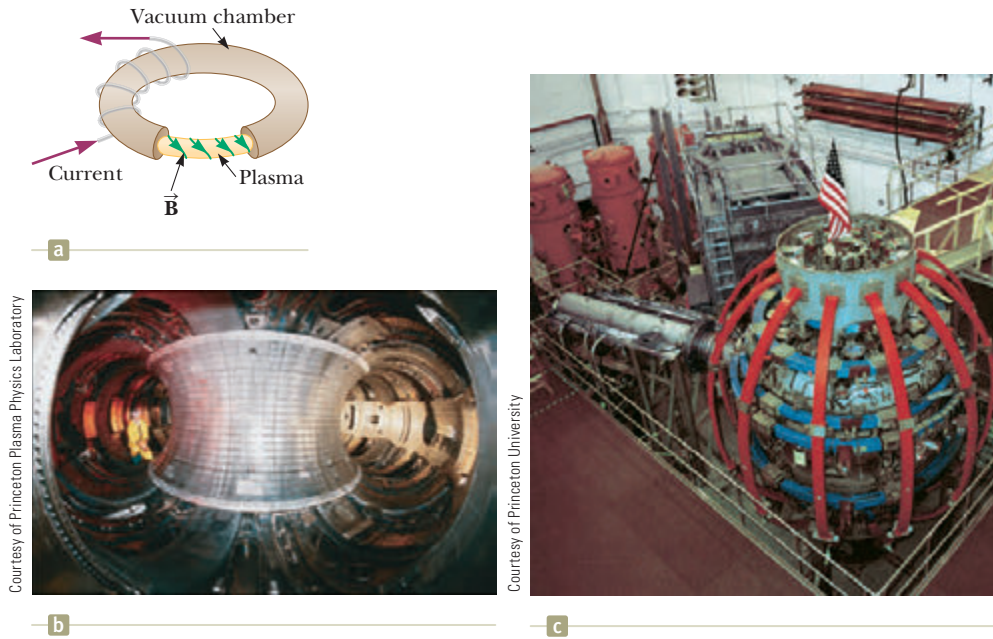 Vacuum chamber
Current
Plasma
B
a
Courtesy of Princeton Plasma Physics Laboratory
b
Courtesy of Princeton University
c